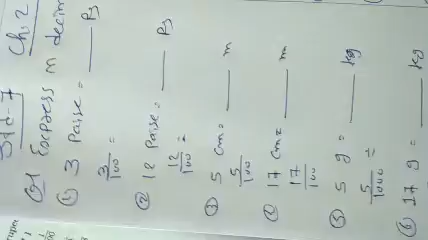 Ch. 2
Q1 Express in decim
(1) 3 Paise = ____ Rs
3/100 =
(2) 12 Paise = ____ Rs
12/100 =
(3) 5 cm = ____ m
5/100
(4) 17 cm = ____ m
17/100
(5) 5 g = ____ kg
5/1000 =
(6) 17 g = ____ kg